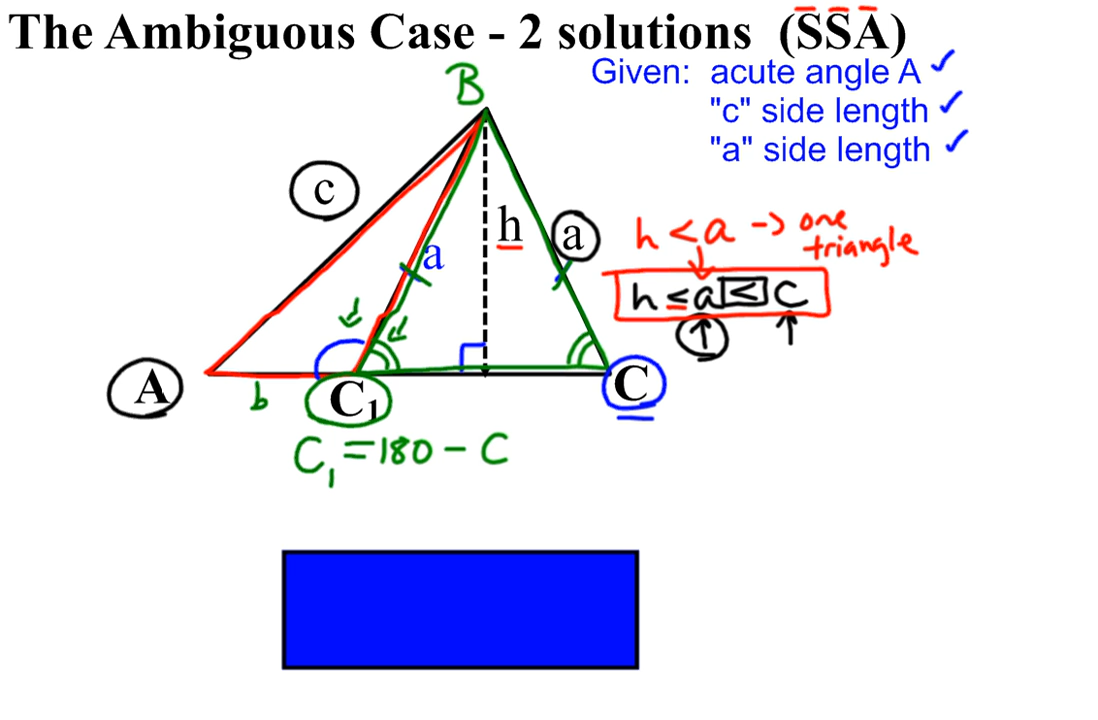 The Ambiguous Case - 2 solutions (SSA)
Given: acute angle A ✓
"c" side length ✓
"a" side length ✓
B
c
a
h
a
h < a -> one
triangle
h ≤ a < C
A
b
C₁
C
C₁ = 180 - C